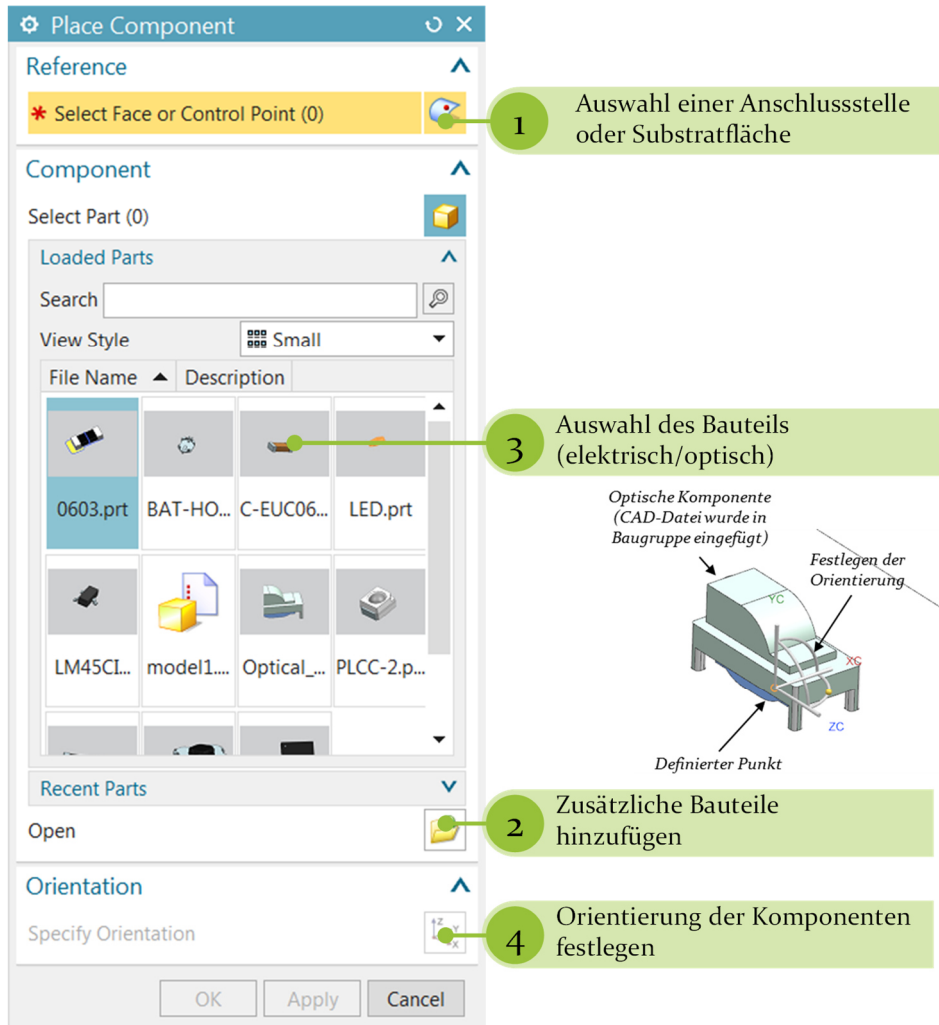 Place Component
Reference
* Select Face or Control Point (0)
1
Auswahl einer Anschlussstelle
oder Substratfläche
Component
Select Part (0)
Loaded Parts
Search
View Style
Small
File Name
Description
0603.prt
BAT-HO...
C-EUC06...
LED.prt
3
Auswahl des Bauteils
(elektrisch/optisch)
LM45CI...
model1....
Optical_...
PLCC-2.p...
Optische Komponente
(CAD-Datei wurde in
Baugruppe eingefügt)
Festlegen der
Orientierung
YC
XC
ZC
Definierter Punkt
Recent Parts
Open
2
Zusätzliche Bauteile
hinzufügen
Orientation
Specify Orientation
Z
Y
X
4
Orientierung der Komponenten
festlegen
OK
Apply
Cancel